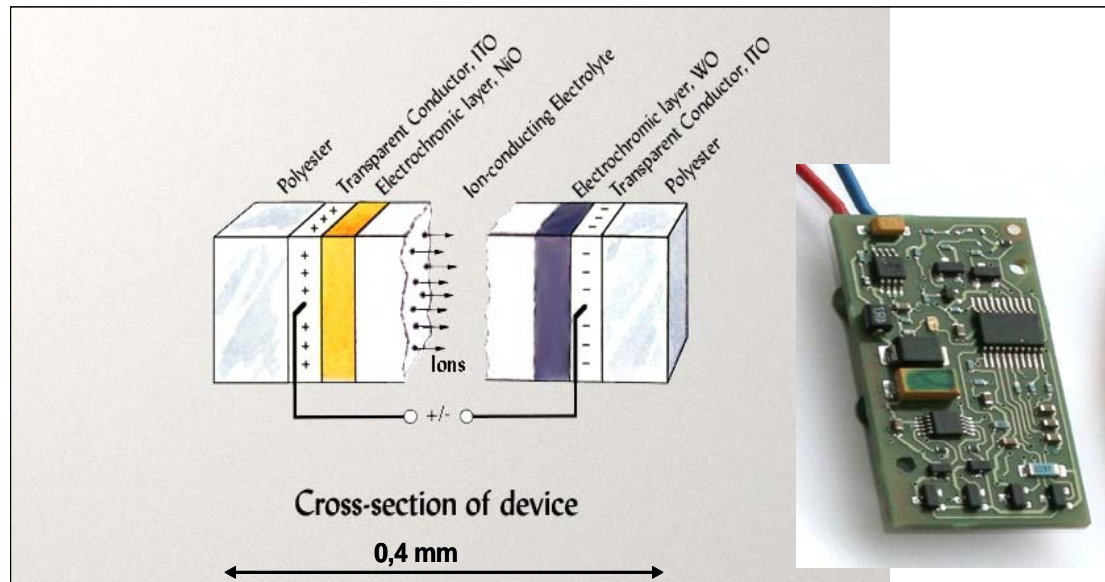 Polyester
Transparent Conductor, ITO
Electrochromic layer, NiO
Ion-conducting Electrolyte
Electrochromic layer, WO
Transparent Conductor, ITO
Polyester
+++
+
+
+
+
+
+
---
-
-
-
-
-
-
Ions
+/-
Cross-section of device
0,4 mm